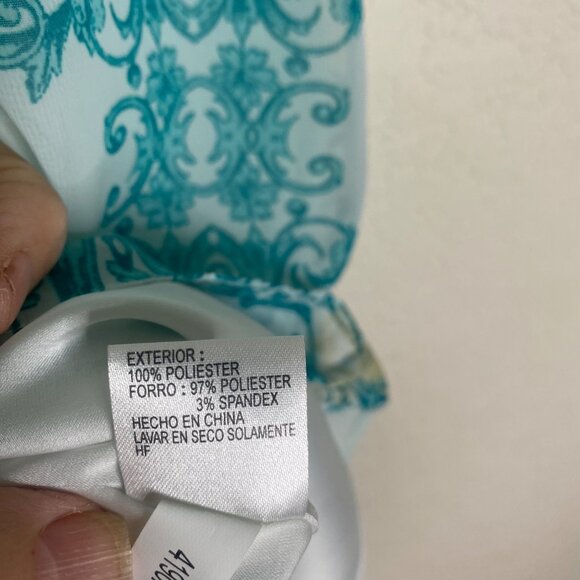 EXTERIOR :
100% POLIESTER
FORRO : 97% POLIESTER
3% SPANDEX
HECHO EN CHINA
LAVAR EN SECO SOLAMENTE
HF